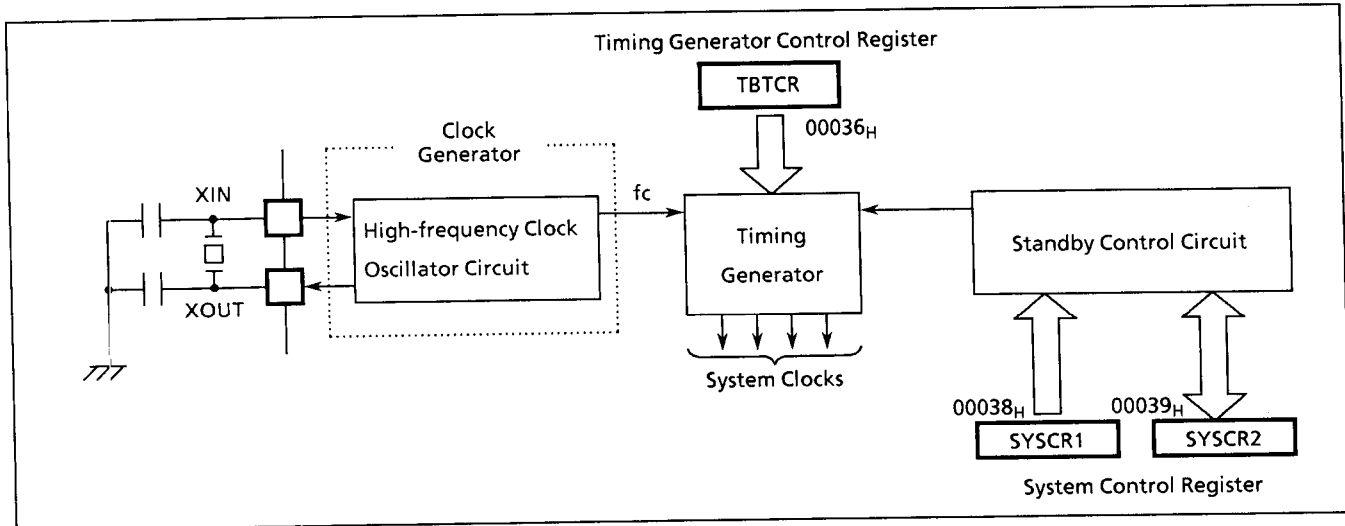 Timing Generator Control Register
TBTCR
00036H
Clock
Generator
XIN
XOUT
High-frequency Clock
Oscillator Circuit
fc
Timing
Generator
System Clocks
Standby Control Circuit
00038H
SYSCR1
00039H
SYSCR2
System Control Register